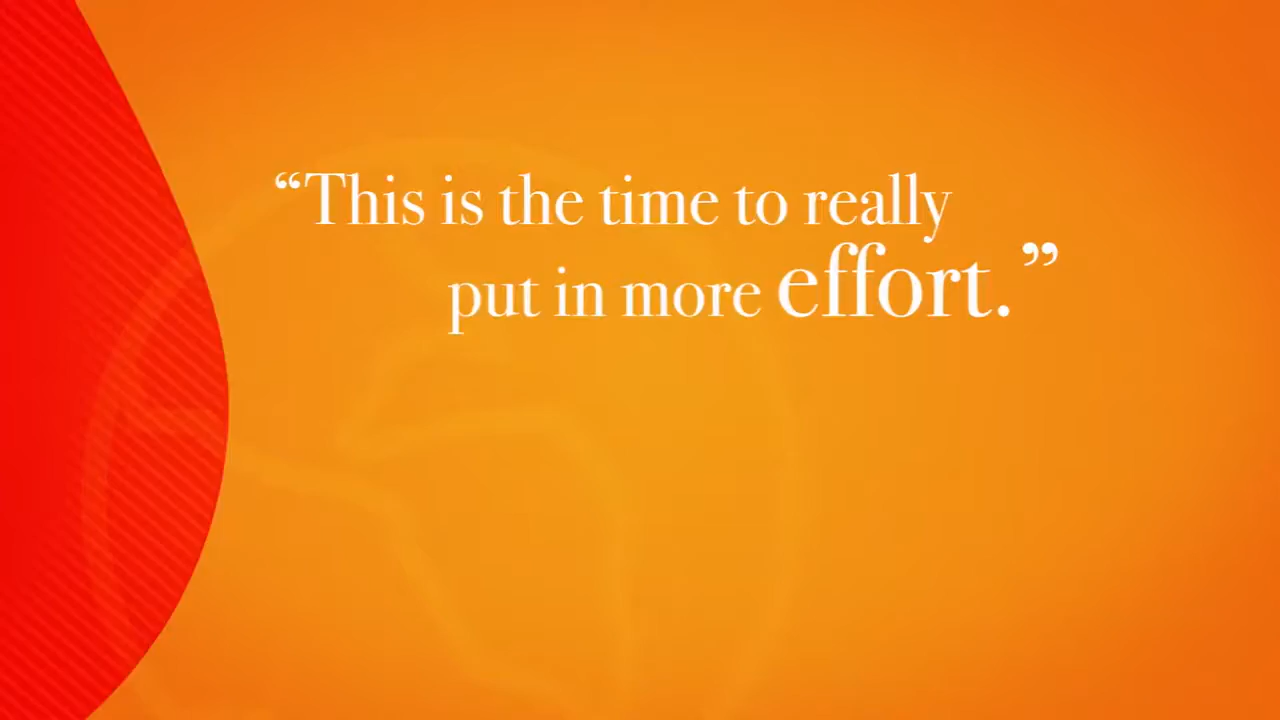 “This is the time to really
put in more effort.”